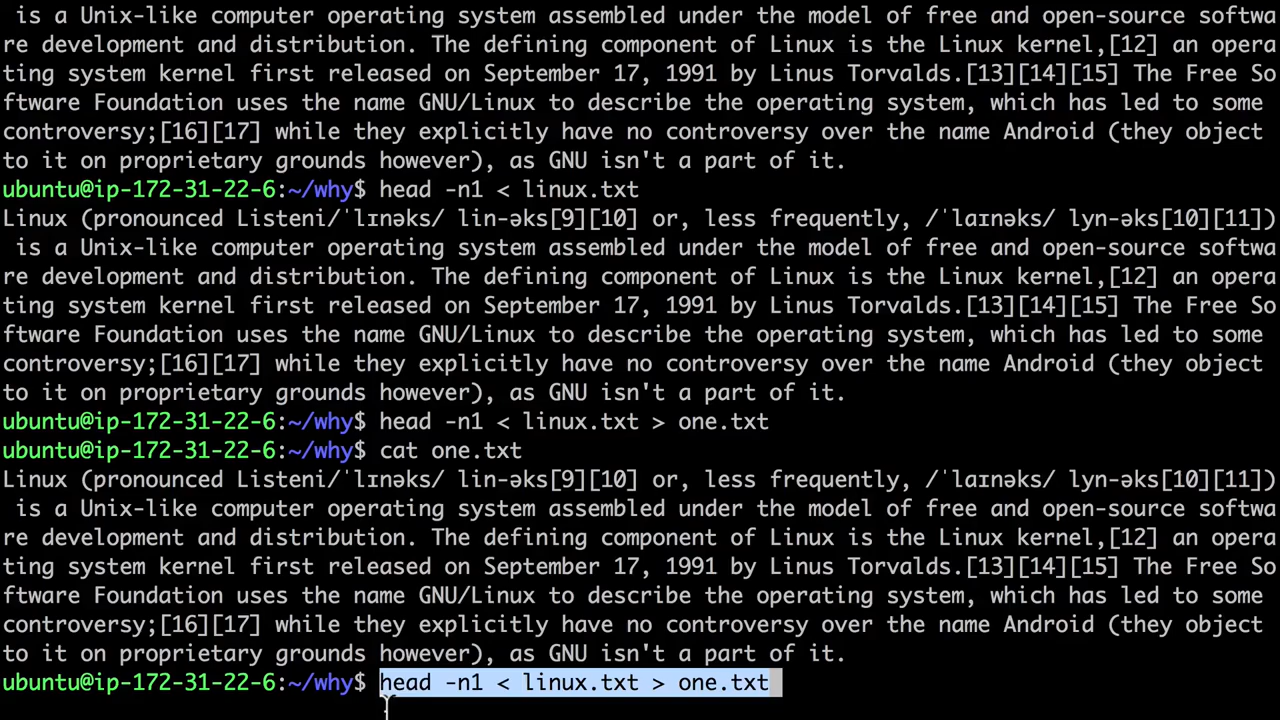 is a Unix-like computer operating system assembled under the model of free and open-source softwa
re development and distribution. The defining component of Linux is the Linux kernel,[12] an opera
ting system kernel first released on September 17, 1991 by Linus Torvalds.[13][14][15] The Free So
ftware Foundation uses the name GNU/Linux to describe the operating system, which has led to some
controversy;[16][17] while they explicitly have no controversy over the name Android (they object
to it on proprietary grounds however), as GNU isn't a part of it.
ubuntu@ip-172-31-22-6:~/why$ head -n1 < linux.txt
Linux (pronounced Listeni/ˈlɪnəks/ lin-əks[9][10] or, less frequently, /ˈlaɪnəks/ lyn-əks[10][11])
is a Unix-like computer operating system assembled under the model of free and open-source softwa
re development and distribution. The defining component of Linux is the Linux kernel,[12] an opera
ting system kernel first released on September 17, 1991 by Linus Torvalds.[13][14][15] The Free So
ftware Foundation uses the name GNU/Linux to describe the operating system, which has led to some
controversy;[16][17] while they explicitly have no controversy over the name Android (they object
to it on proprietary grounds however), as GNU isn't a part of it.
ubuntu@ip-172-31-22-6:~/why$ head -n1 < linux.txt > one.txt
ubuntu@ip-172-31-22-6:~/why$ cat one.txt
Linux (pronounced Listeni/ˈlɪnəks/ lin-əks[9][10] or, less frequently, /ˈlaɪnəks/ lyn-əks[10][11])
is a Unix-like computer operating system assembled under the model of free and open-source softwa
re development and distribution. The defining component of Linux is the Linux kernel,[12] an opera
ting system kernel first released on September 17, 1991 by Linus Torvalds.[13][14][15] The Free So
ftware Foundation uses the name GNU/Linux to describe the operating system, which has led to some
controversy;[16][17] while they explicitly have no controversy over the name Android (they object
to it on proprietary grounds however), as GNU isn't a part of it.
ubuntu@ip-172-31-22-6:~/why$ head -n1 < linux.txt > one.txt